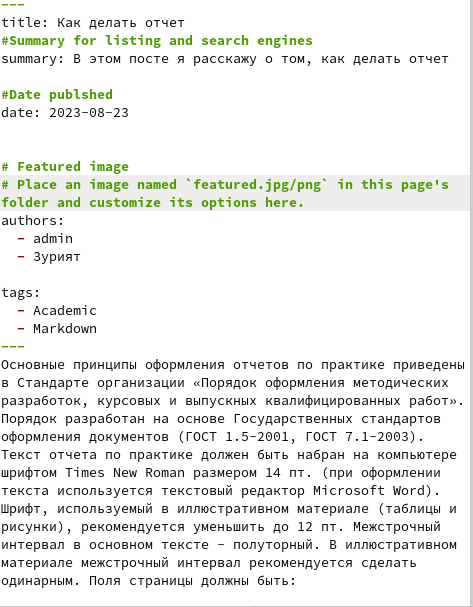 ---
title: Как делать отчет
#Summary for listing and search engines
summary: В этом посте я расскажу о том, как делать отчет
#Date publshed
date: 2023-08-23
# Featured image
# Place an image named `featured.jpg/png` in this page's
folder and customize its options here.
authors:
- admin
- Зурият
tags:
- Academic
- Markdown
---
Основные принципы оформления отчетов по практике приведены
в Стандарте организации «Порядок оформления методических
разработок, курсовых и выпускных квалифицированных работ».
Порядок разработан на основе Государственных стандартов
оформления документов (ГОСТ 1.5-2001, ГОСТ 7.1-2003).
Текст отчета по практике должен быть набран на компьютере
шрифтом Times New Roman размером 14 пт. (при оформлении
текста используется текстовый редактор Microsoft Word).
Шрифт, используемый в иллюстративном материале (таблицы и
рисунки), рекомендуется уменьшить до 12 пт. Межстрочный
интервал в основном тексте - полуторный. В иллюстративном
материале межстрочный интервал рекомендуется сделать
одинарным. Поля страницы должны быть: